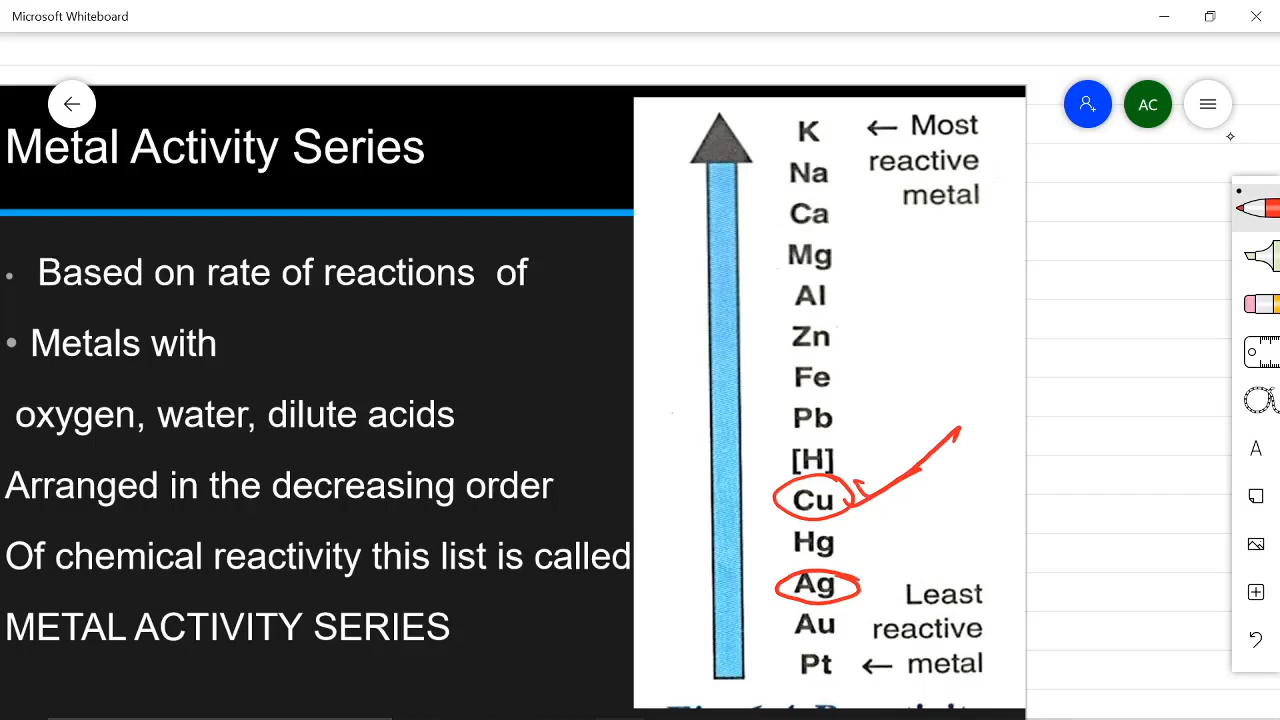 Microsoft Whiteboard
AC
Metal Activity Series
• Based on rate of reactions of
• Metals with
oxygen, water, dilute acids
Arranged in the decreasing order
Of chemical reactivity this list is called
METAL ACTIVITY SERIES
K ← Most
reactive
Na
metal
Ca
Mg
Al
Zn
Fe
Pb
[H]
Cu
Hg
Ag
Least
Au
reactive
Pt ← metal
A